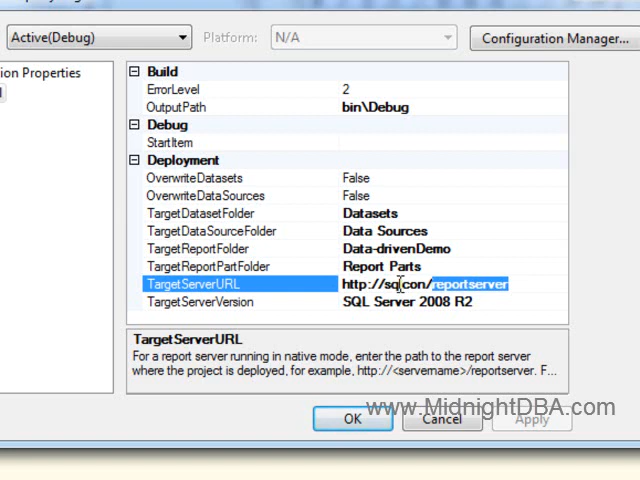 Active(Debug)
Platform:
N/A
Configuration Manager...
ion Properties
Build
ErrorLevel
2
OutputPath
bin\Debug
Debug
StartItem
Deployment
OverwriteDatasets
False
OverwriteDataSources
False
TargetDatasetFolder
Datasets
TargetDataSourceFolder
Data Sources
TargetReportFolder
Data-drivenDemo
TargetReportPartFolder
Report Parts
TargetServerURL
reportserver
TargetServerVersion
SQL Server 2008 R2
TargetServerURL
For a report server running in native mode, enter the path to the report server
where the project is deployed, for example, http://<servername>/reportserver. F...
www.MidnightDBA.com
OK
Cancel
Apply